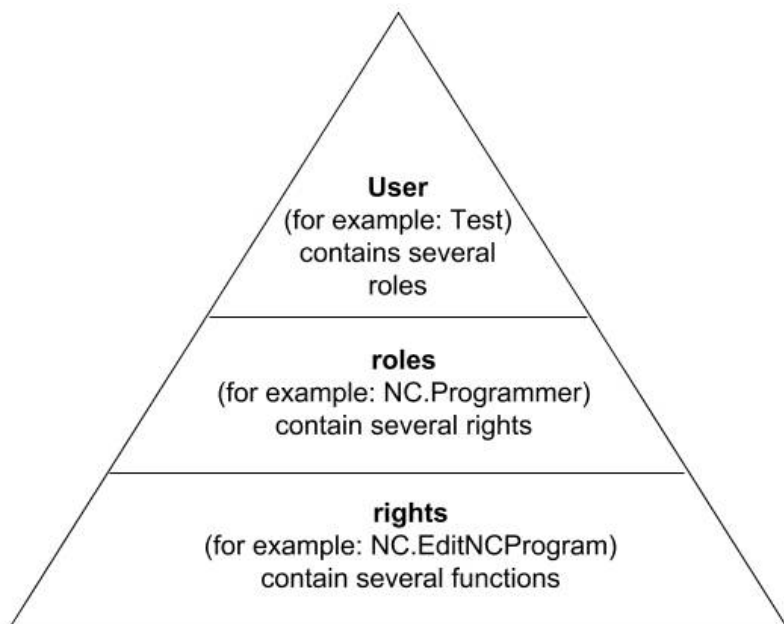 User
(for example: Test)
contains several
roles
roles
(for example: NC.Programmer)
contain several rights
rights
(for example: NC.EditNCProgram)
contain several functions